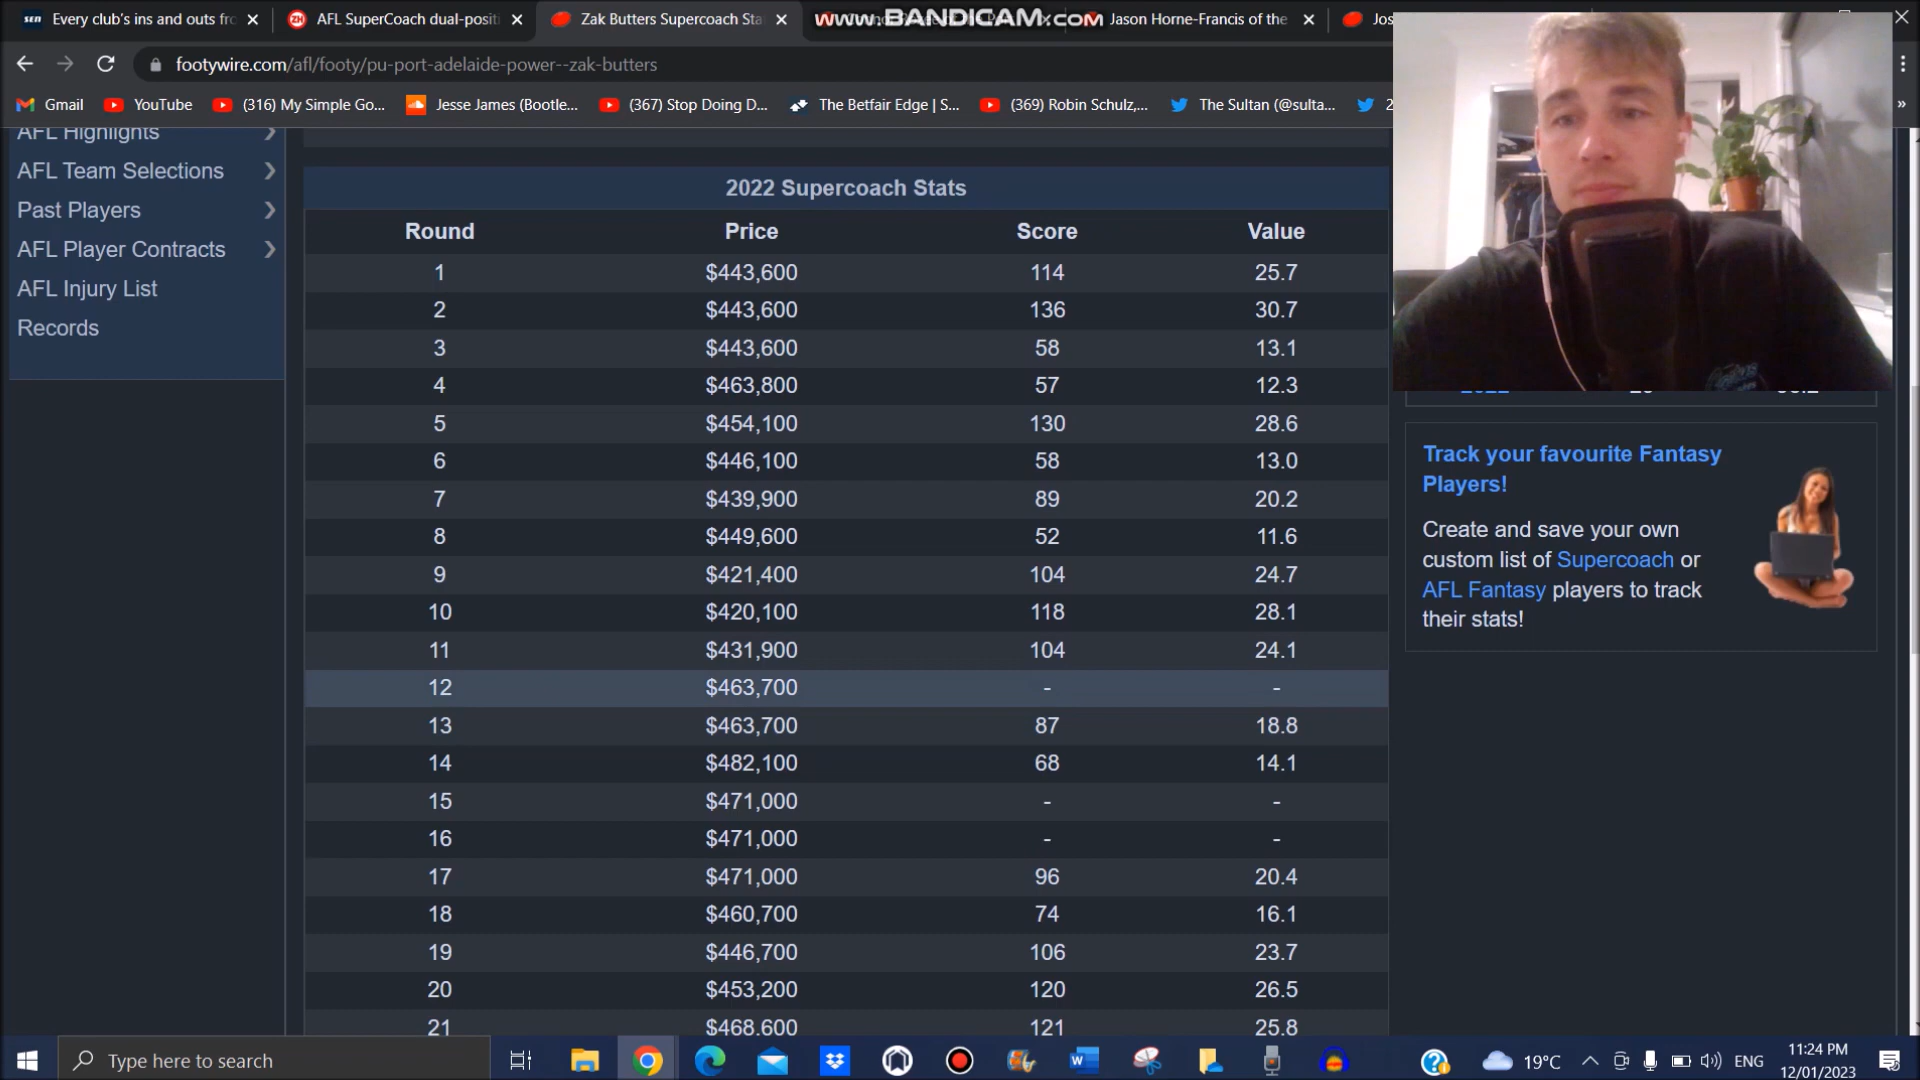 Every club's ins and outs fr
AFL SuperCoach dual-positi
Zak Butters Supercoach Sta
www.BANDICAM.com
Jason Horne-Francis of the
Jos
footywire.com/afl/footy/pu-port-adelaide-power--zak-butters
Gmail
YouTube
(316) My Simple Go...
Jesse James (Bootle...
(367) Stop Doing D...
The Betfair Edge | S...
(369) Robin Schulz,...
The Sultan (@sulta...
2
»
AFL Highlights
AFL Team Selections
Past Players
AFL Player Contracts
AFL Injury List
Records
2022 Supercoach Stats
Round Price Score Value
1 $443,600 114 25.7
2 $443,600 136 30.7
3 $443,600 58 13.1
4 $463,800 57 12.3
5 $454,100 130 28.6
6 $446,100 58 13.0
7 $439,900 89 20.2
8 $449,600 52 11.6
9 $421,400 104 24.7
10 $420,100 118 28.1
11 $431,900 104 24.1
12 $463,700 - -
13 $463,700 87 18.8
14 $482,100 68 14.1
15 $471,000 - -
16 $471,000 - -
17 $471,000 96 20.4
18 $460,700 74 16.1
19 $446,700 106 23.7
20 $453,200 120 26.5
21 $468,600 121 25.8
Track your favourite Fantasy
Players!
Create and save your own
custom list of Supercoach or
AFL Fantasy players to track
their stats!
Type here to search
19°C
ENG
11:24 PM
12/01/2023